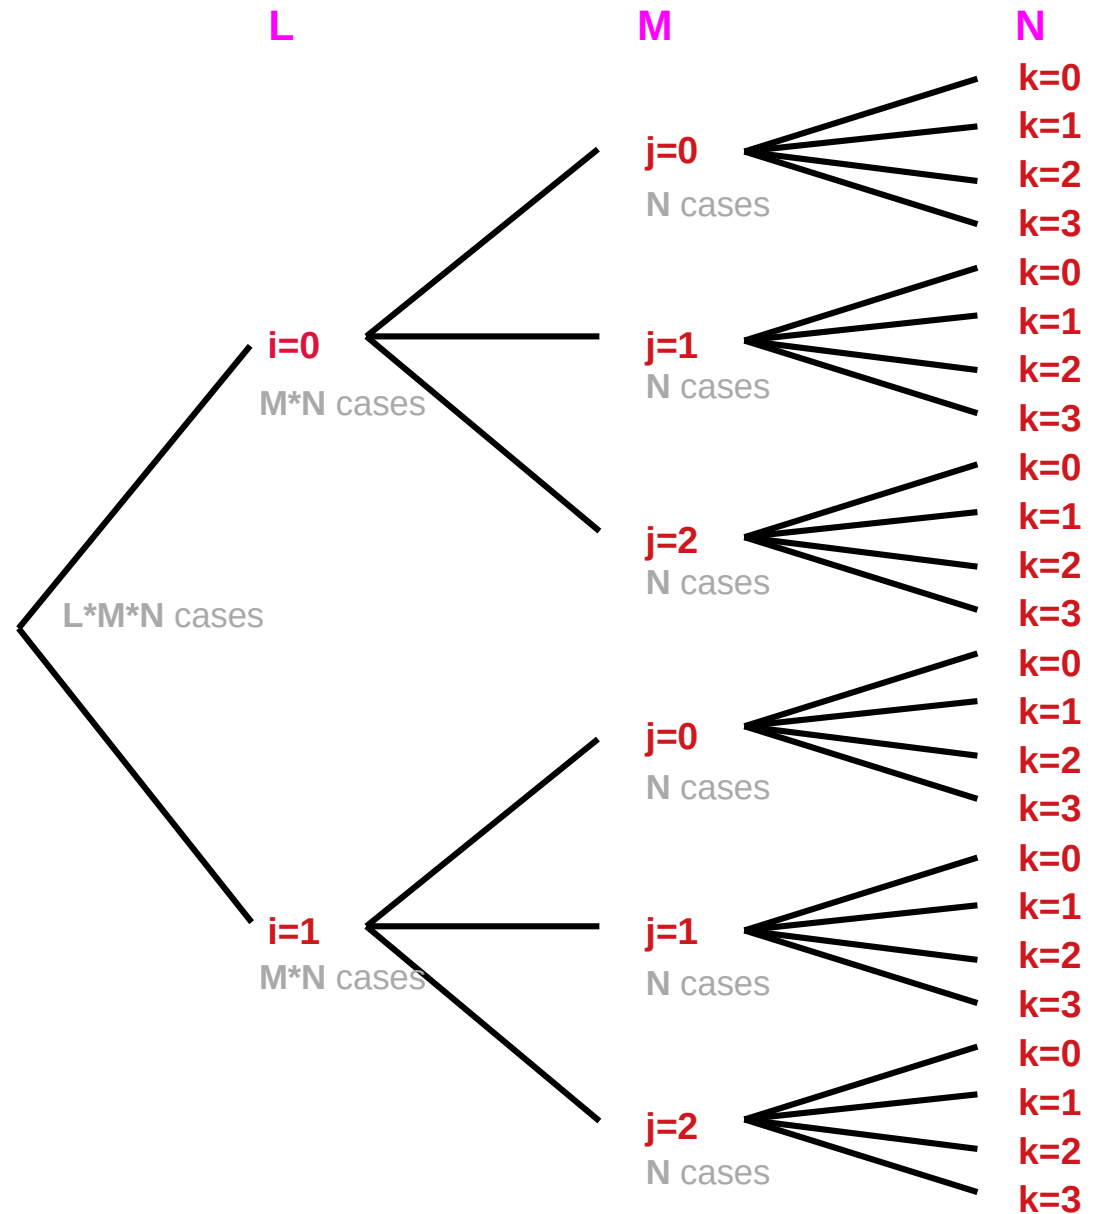 L M N
k=0
k=1
j=0
k=2
N cases
k=3
k=0
k=1
i=0 j=1
k=2
N cases
M*N cases
k=3
k=0
k=1
j=2
k=2
N cases
k=3
L*M*N cases
k=0
k=1
j=0
k=2
N cases
k=3
k=0
k=1
i=1 j=1
k=2
M*N cases
N cases
k=3
k=0
k=1
j=2
k=2
N cases
k=3